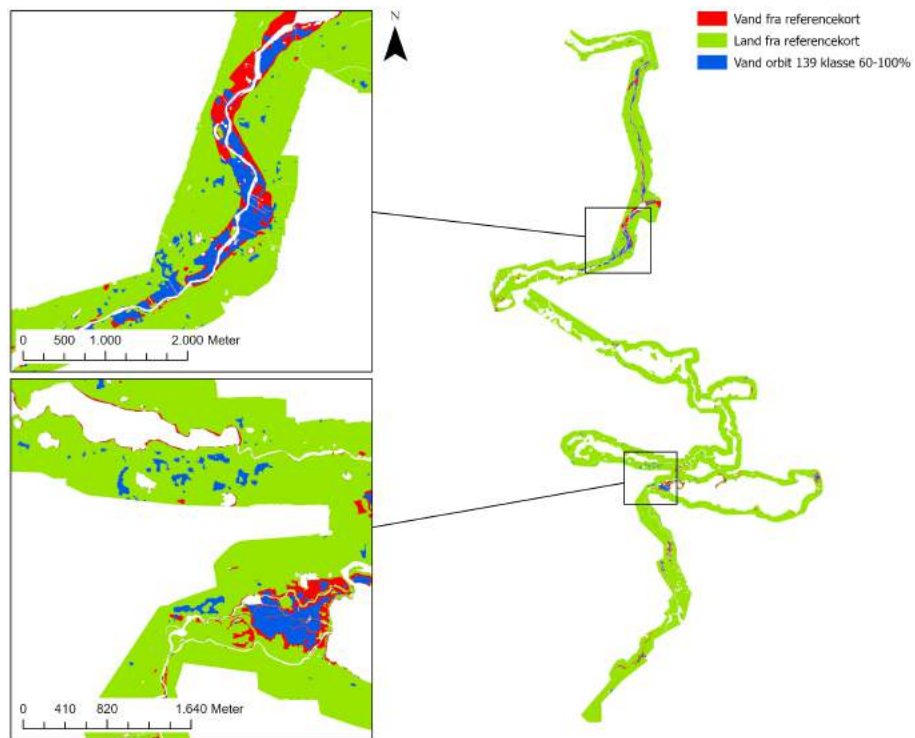 N
Vand fra referencekort
Land fra referencekort
Vand orbit 139 klasse 60-100%
0 500 1.000 2.000 Meter
0 410 820 1.640 Meter